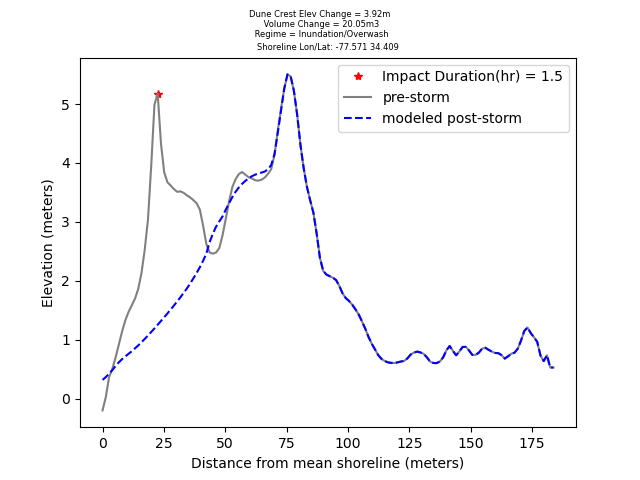 Dune Crest Elev Change = 3.92m
Volume Change = 20.05m3
Regime = Inundation/Overwash
Shoreline Lon/Lat: -77.571 34.409
Impact Duration(hr) = 1.5
pre-storm
modeled post-storm
Elevation (meters)
5
4
3
2
1
0
0 25 50 75 100 125 150 175
Distance from mean shoreline (meters)